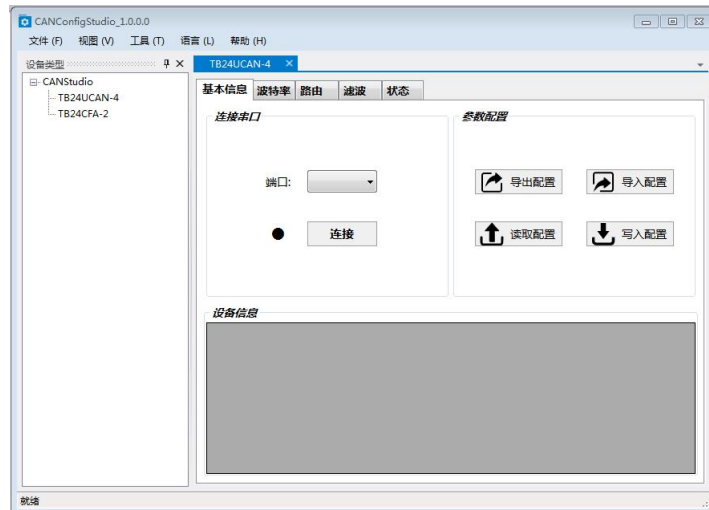 CANConfigStudio_1.0.0.0
文件 (F) 视图 (V) 工具 (T) 语言 (L) 帮助 (H)
设备类型
CANStudio
TB24UCAN-4
TB24CFA-2
TB24UCAN-4
基本信息 波特率 路由 滤波 状态
连接串口
端口:
连接
参数配置
导出配置 导入配置
读取配置 写入配置
设备信息
就绪